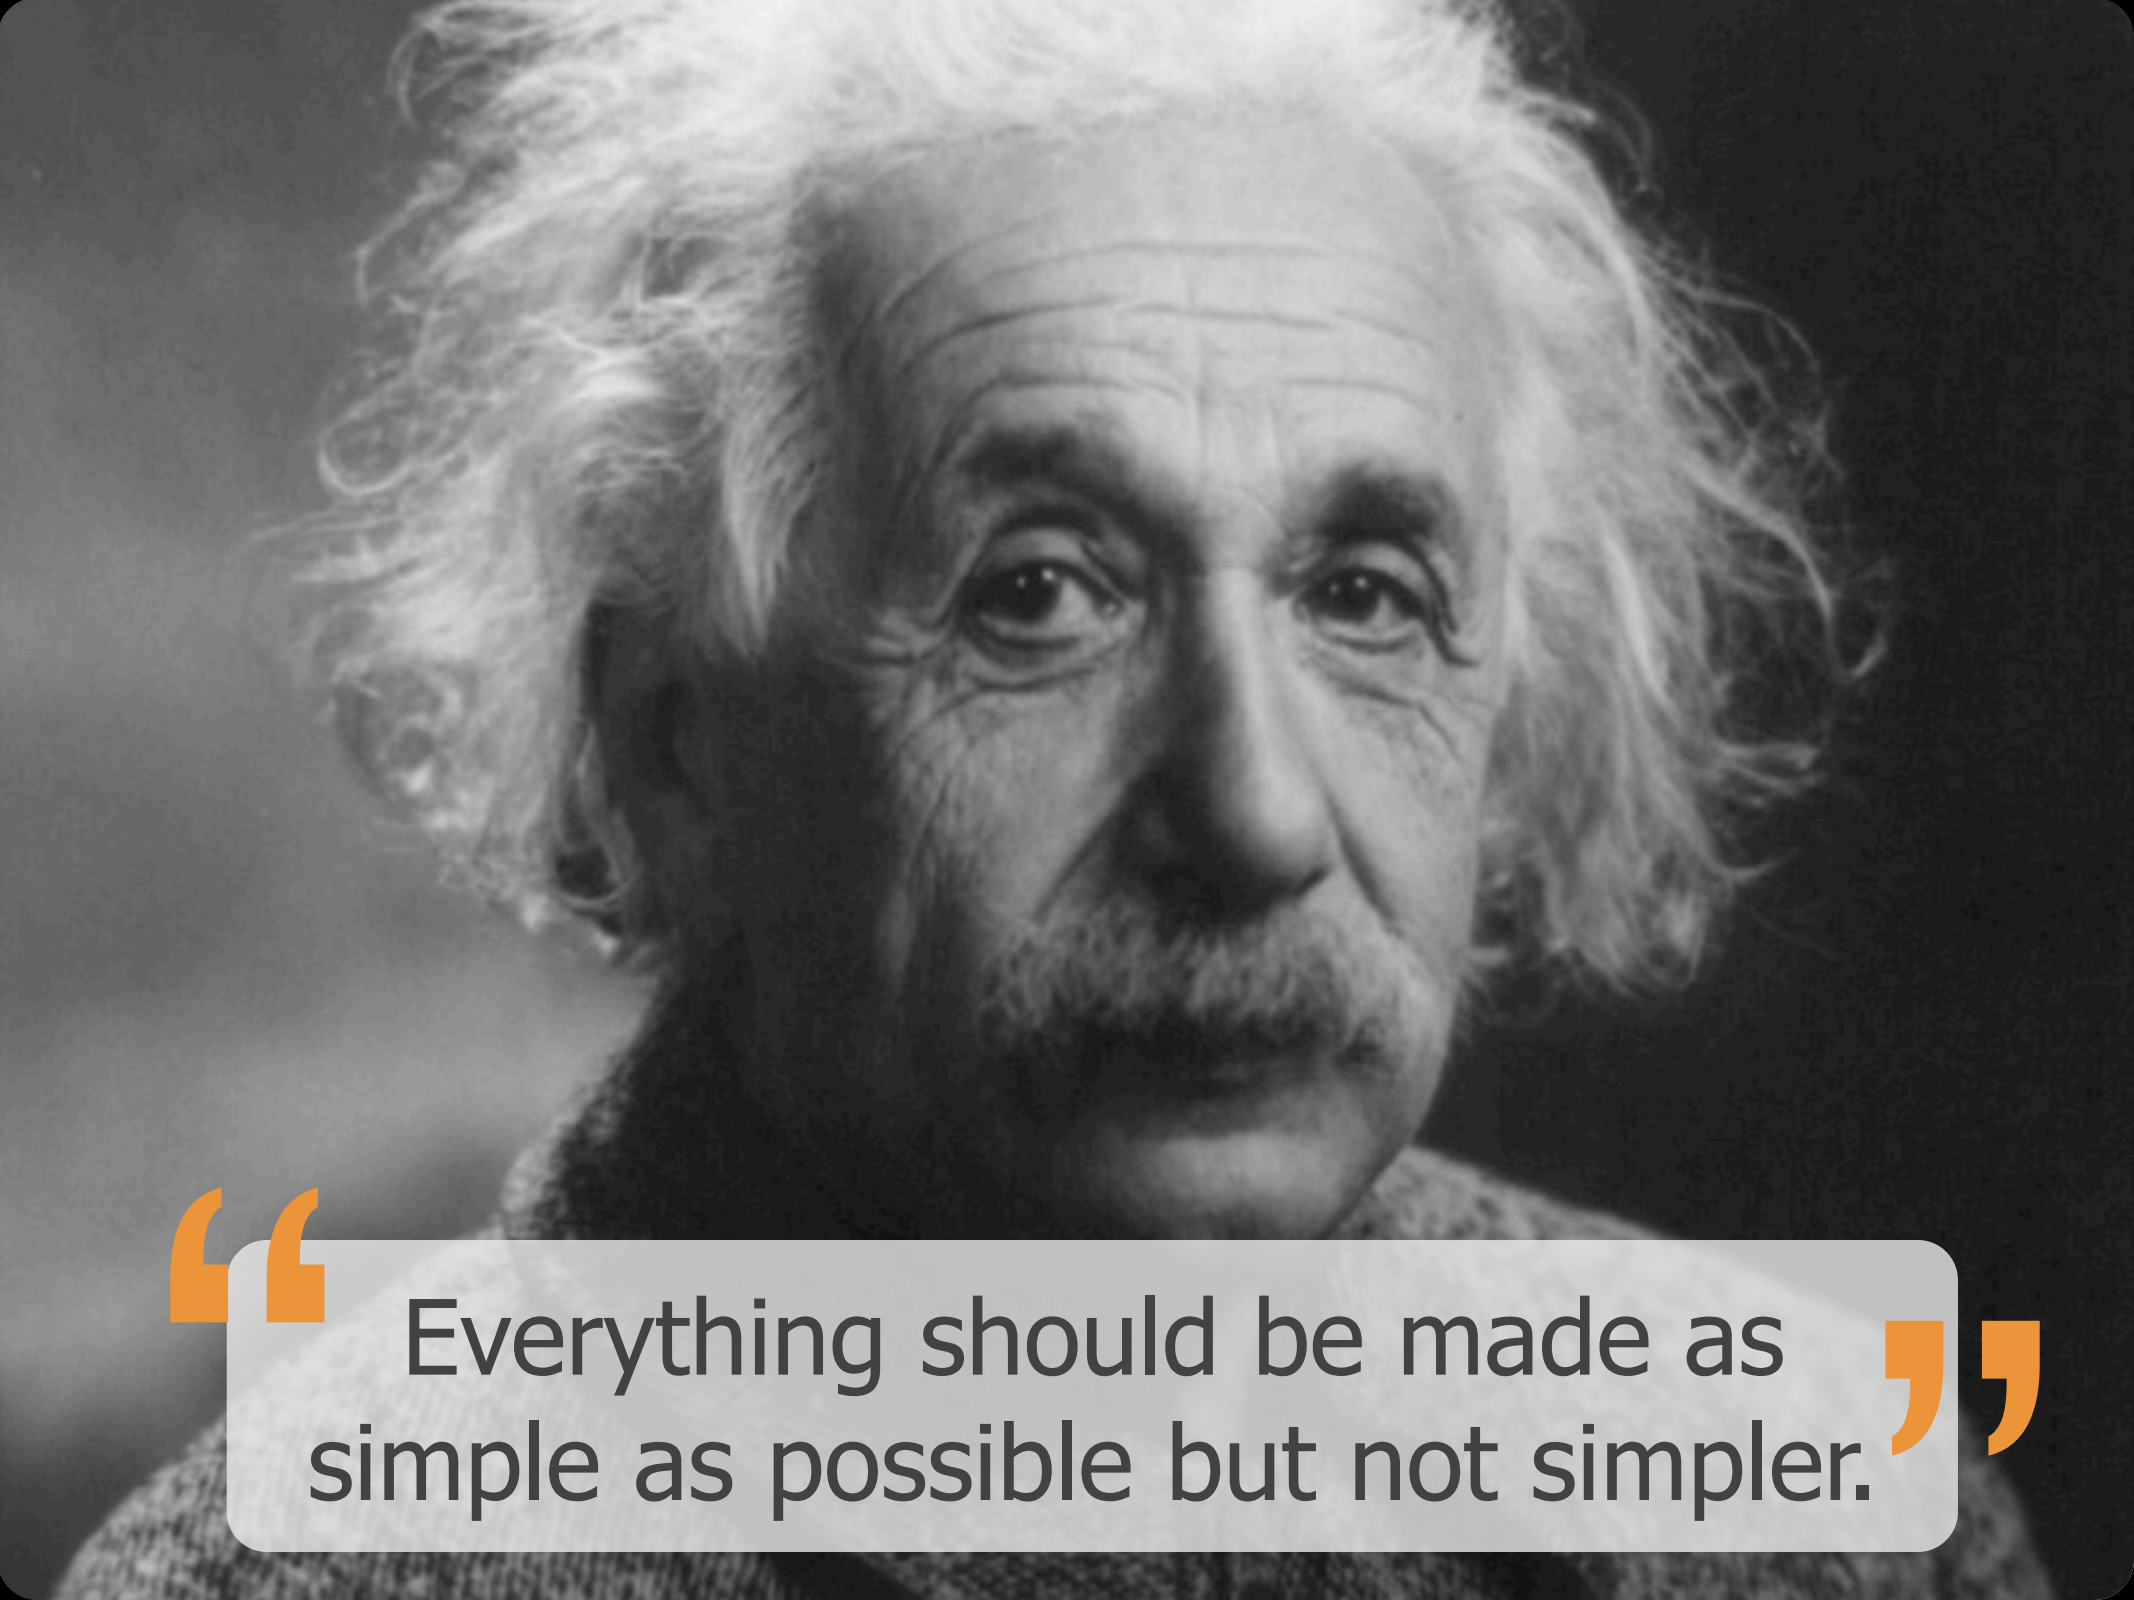 “Everything should be made as
simple as possible but not simpler.”